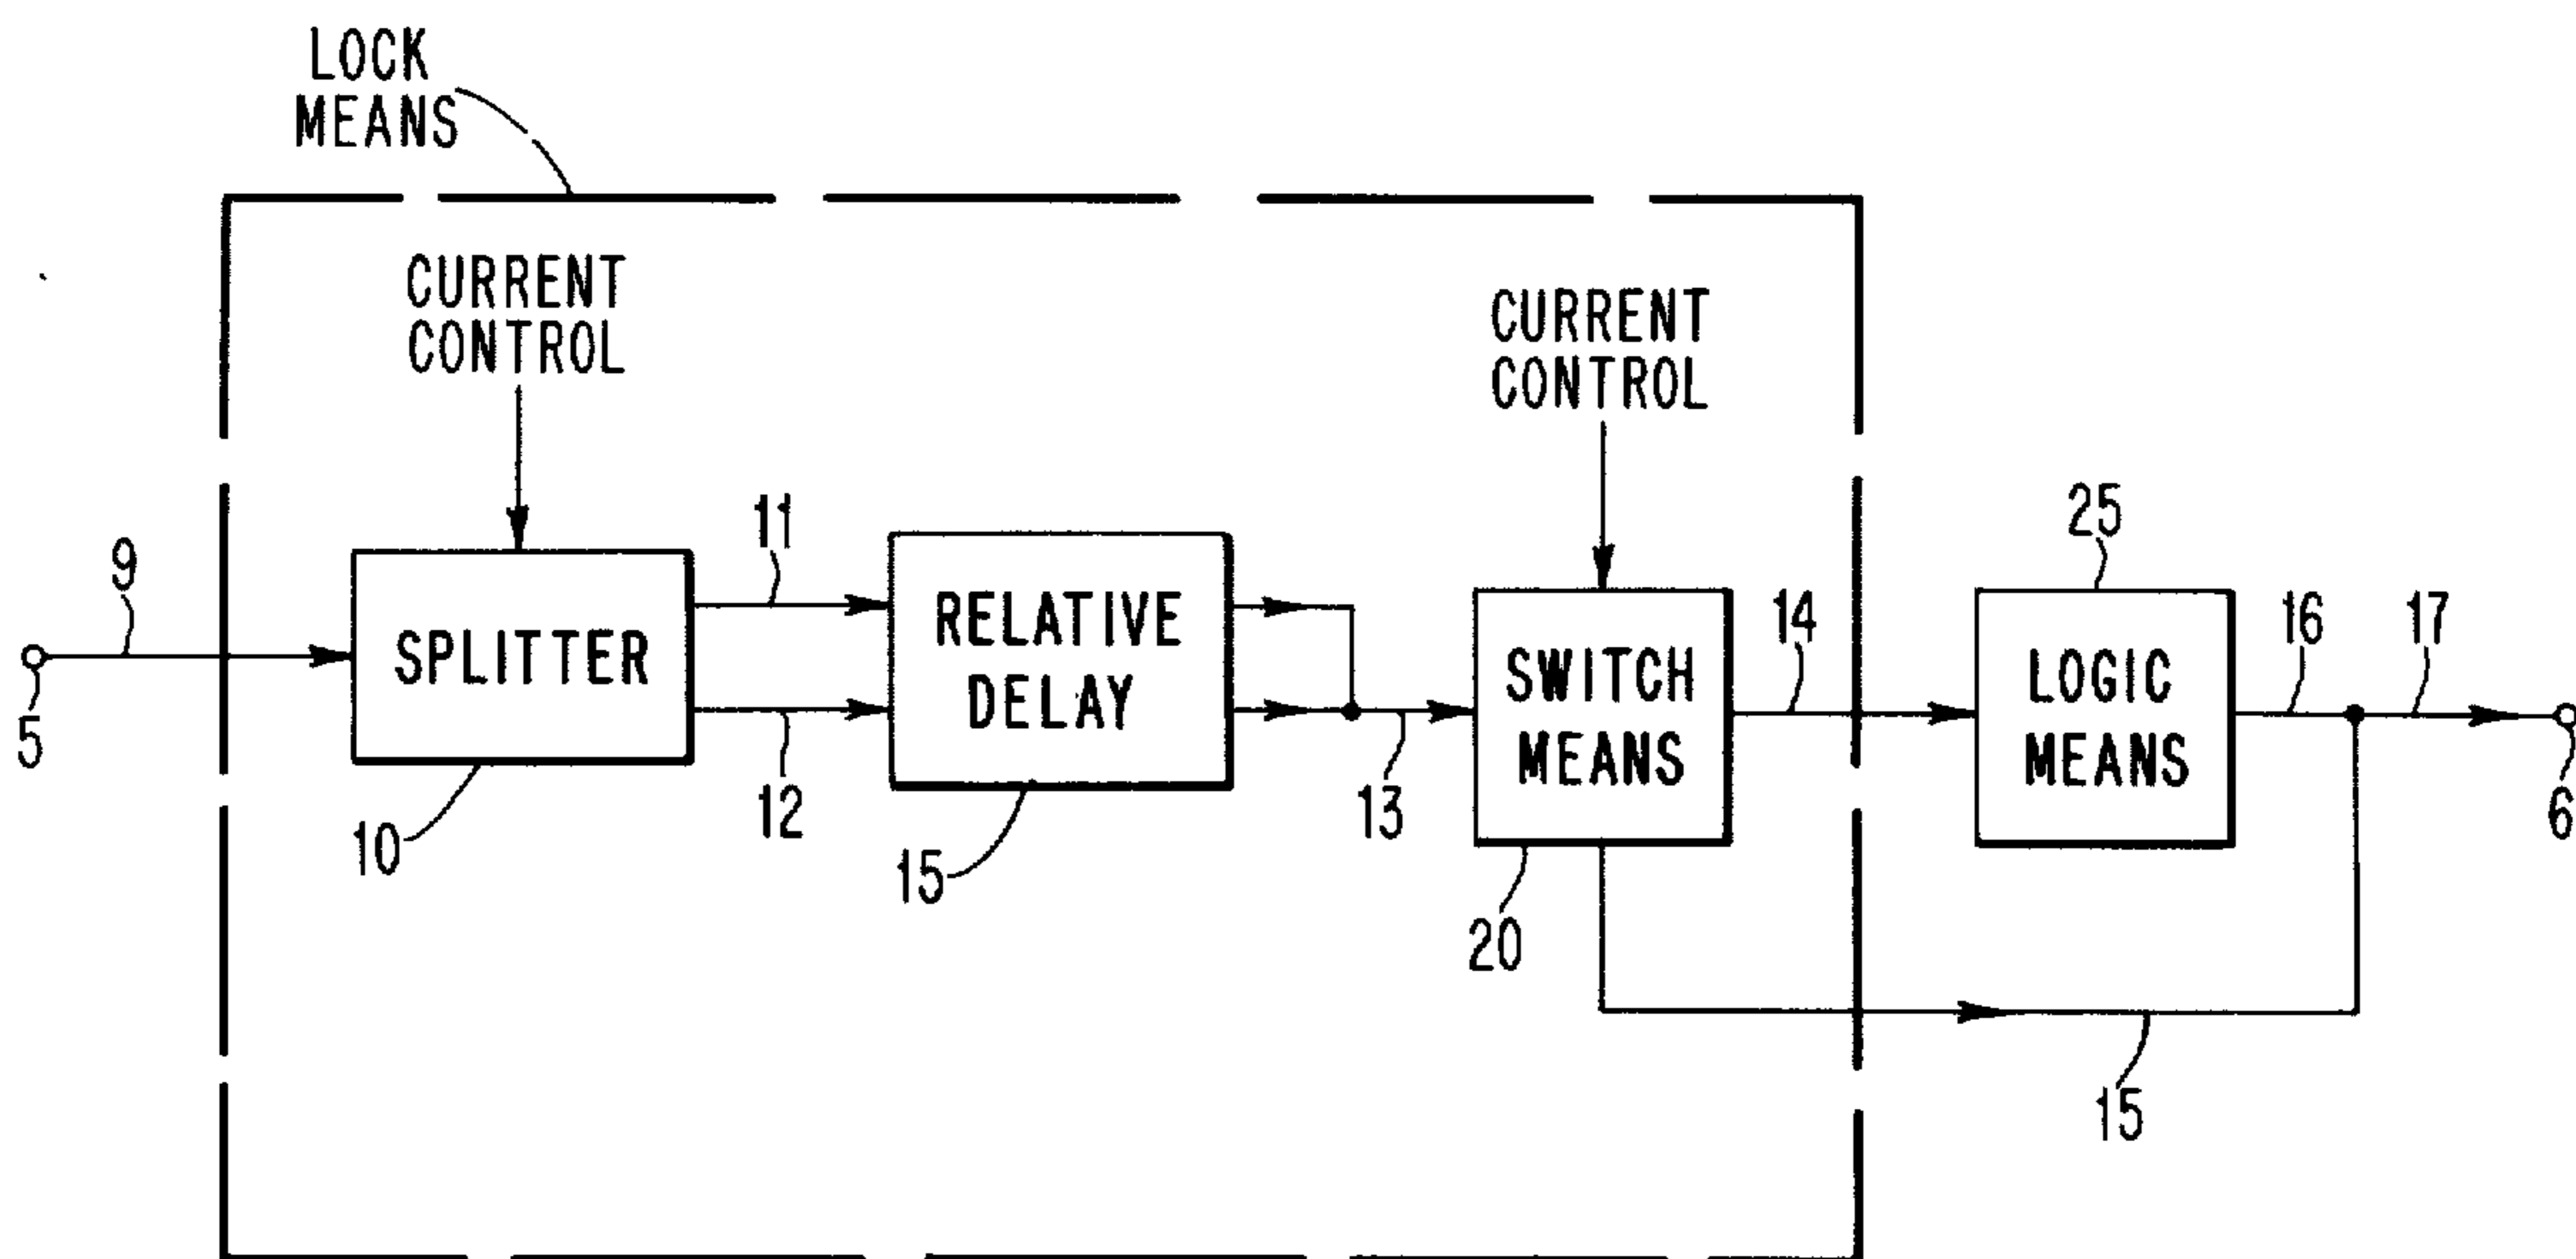 LOCK
MEANS
CURRENT
CONTROL
CURRENT
CONTROL
9
5
SPLITTER
10
11
12
RELATIVE
DELAY
15
13
SWITCH
MEANS
20
14
25
LOGIC
MEANS
16
17
6
15